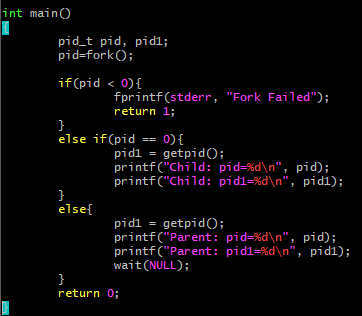 int main()
{
        pid_t pid, pid1;
        pid=fork();

        if(pid < 0){
                fprintf(stderr, "Fork Failed");
                return 1;
        }
        else if(pid == 0){
                pid1 = getpid();
                printf("Child: pid=%d\n", pid);
                printf("Child: pid1=%d\n", pid1);
        }
        else{
                pid1 = getpid();
                printf("Parent: pid=%d\n", pid);
                printf("Parent: pid1=%d\n", pid1);
                wait(NULL);
        }
        return 0;
}